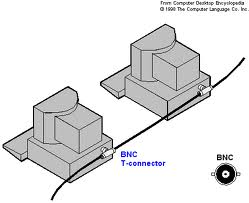 From Computer Desktop Encyclopedia
© 1998 The Computer Language Co. Inc.
BNC
T-connector
BNC